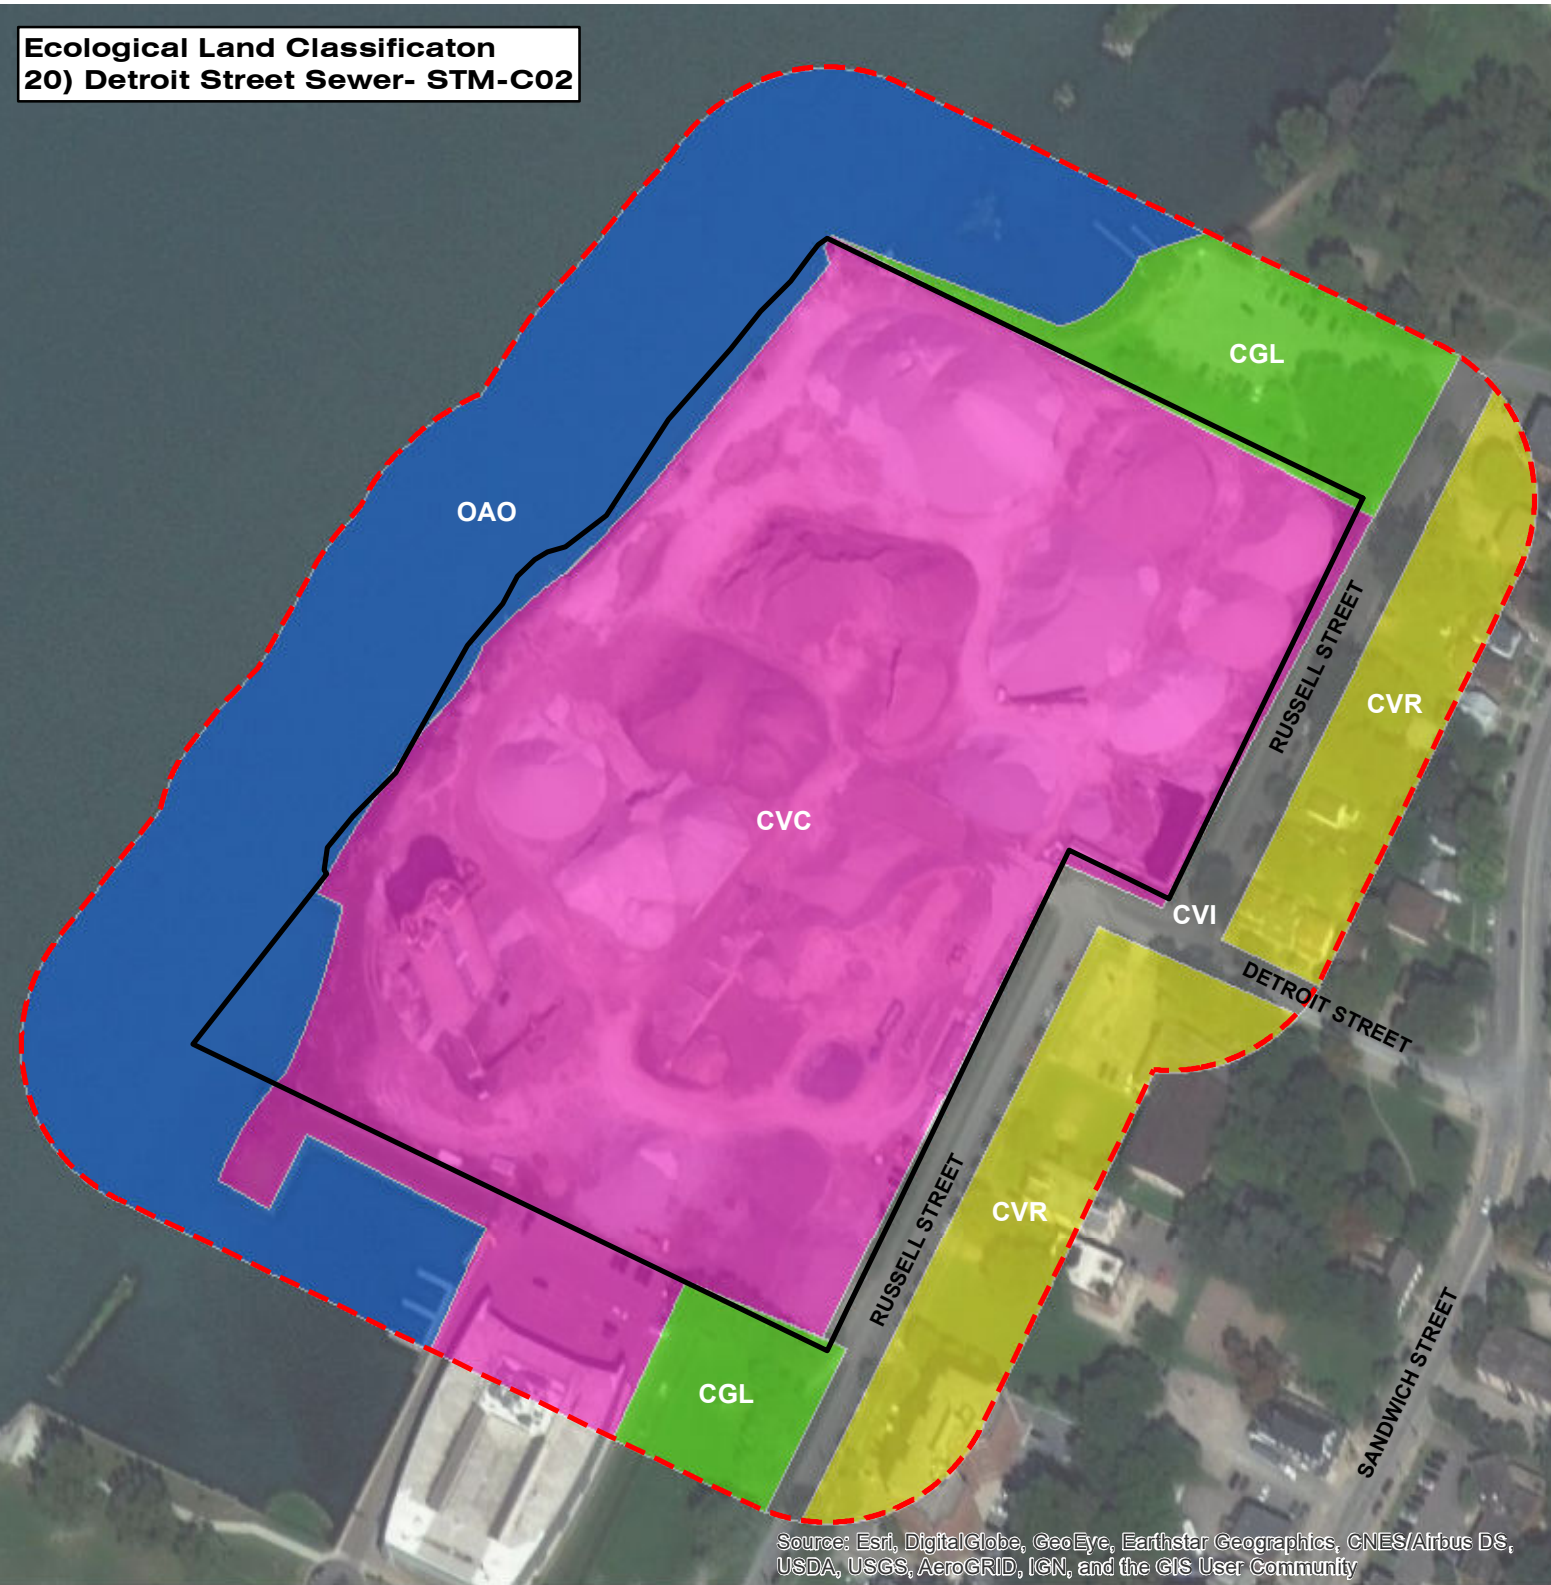 Ecological Land Classificaton
20) Detroit Street Sewer- STM-C02
CGL
OAO
RUSSELL STREET
CVR
CVC
CVI
DETROIT STREET
RUSSELL STREET
CVR
SANDWICH STREET
CGL
Source: Esri, DigitalGlobe, GeoEye, Earthstar Geographics, CNES/Airbus DS,
USDA, USGS, AeroGRID, IGN, and the GIS User Community